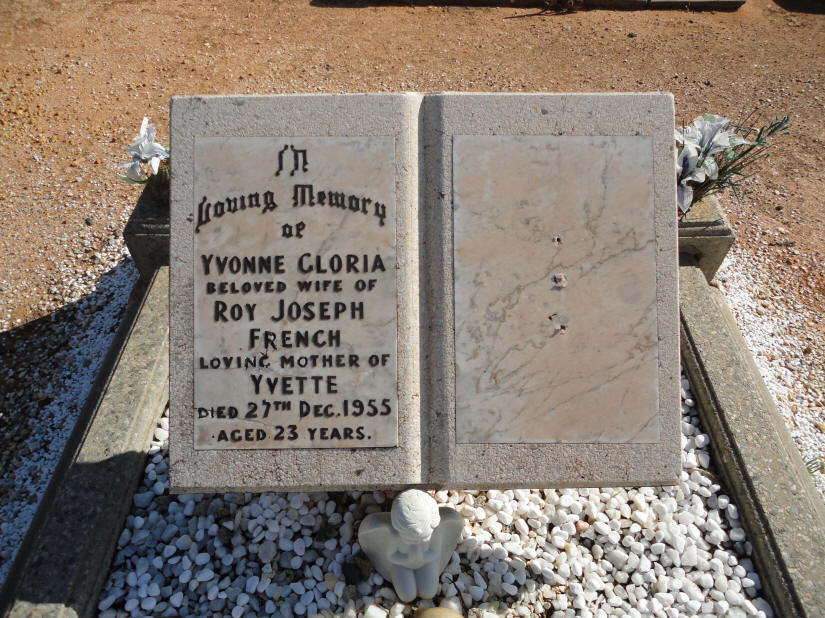 In
Loving Memory
of
YVONNE GLORIA
BELOVED WIFE OF
ROY JOSEPH
FRENCH
LOVING MOTHER OF
YVETTE
DIED 27TH DEC. 1955
AGED 23 YEARS.